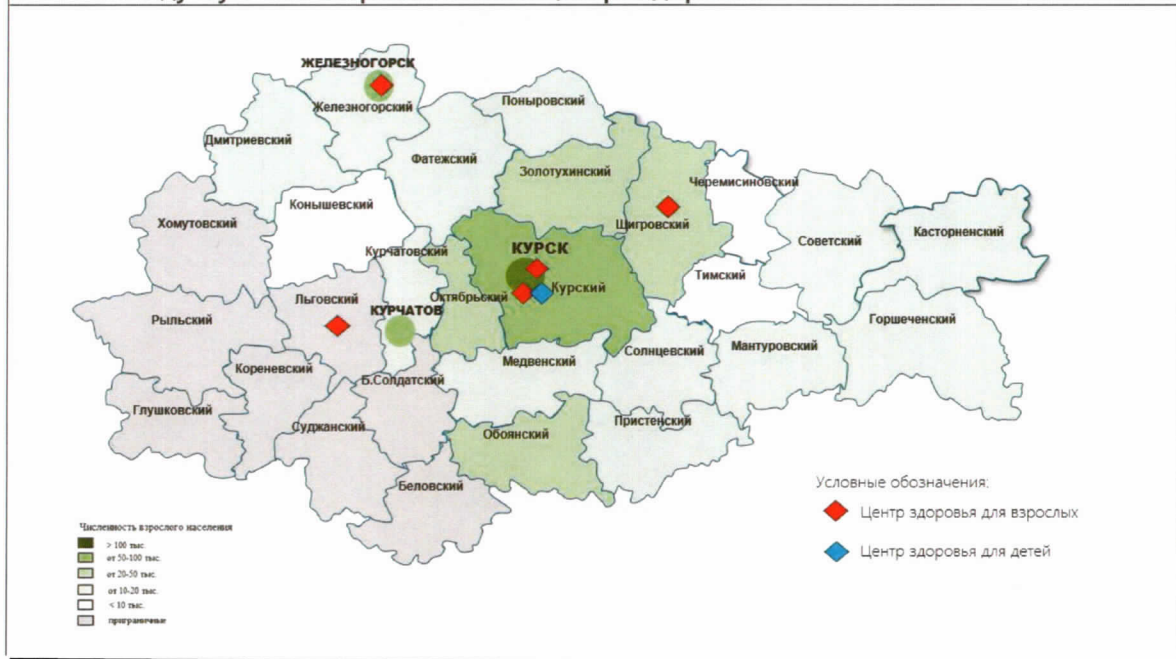 ЖЕЛЕЗНОГОРСК
Железногорский
Поныровский
Дмитриевский
Фатежский
Золотухинский
Черемисиновский
Конышевский
Хомутовский
Щигровский
Касторненский
Советский
Курчатовский
КУРСК
Тимский
Октябрьский
Курский
Льговский
КУРЧАТОВ
Рыльский
Горшеченский
Мантуровский
Солнцевский
Медвенский
Кореневский
Б.Солдатский
Глушковский
Суджанский
Обоянский
Пристенский
Беловский
Условные обозначения:
Центр здоровья для взрослых
Центр здоровья для детей
Численность взрослого населения
> 100 тыс.
от 50-100 тыс.
от 20-50 тыс.
от 10-20 тыс.
< 10 тыс.
приграничные